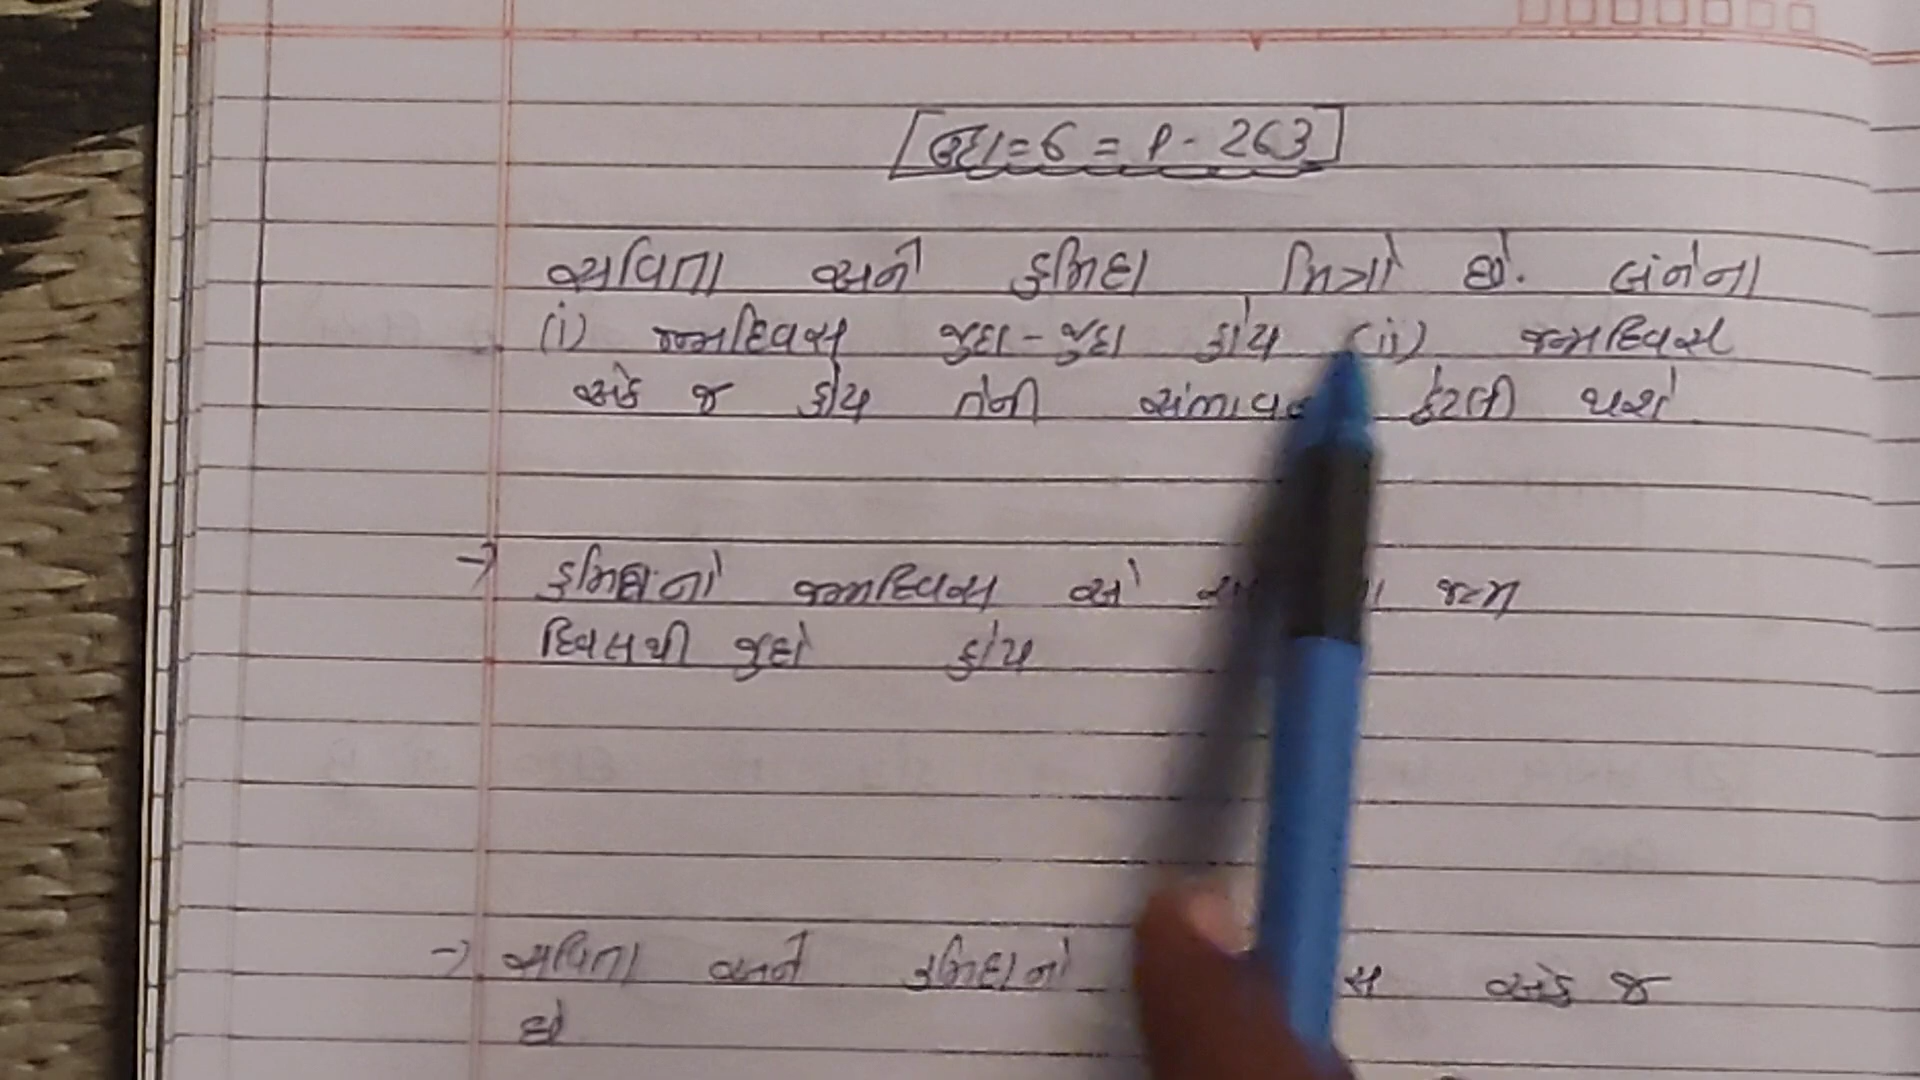 ઉદા = 6 = P - 263
સવિતા અને હમિદા મિત્રો છે. બંનેના
(i) જન્મદિવસ જુદા - જુદા હોય (ii) જન્મદિવસ
એક જ હોય તેની કેટલી થશે
→ હમિદાનો જન્મદિવસ એ જન્મ
દિવસથી જુદો હોય
→ સવિતા અને હમિદાનો એક જ
છે